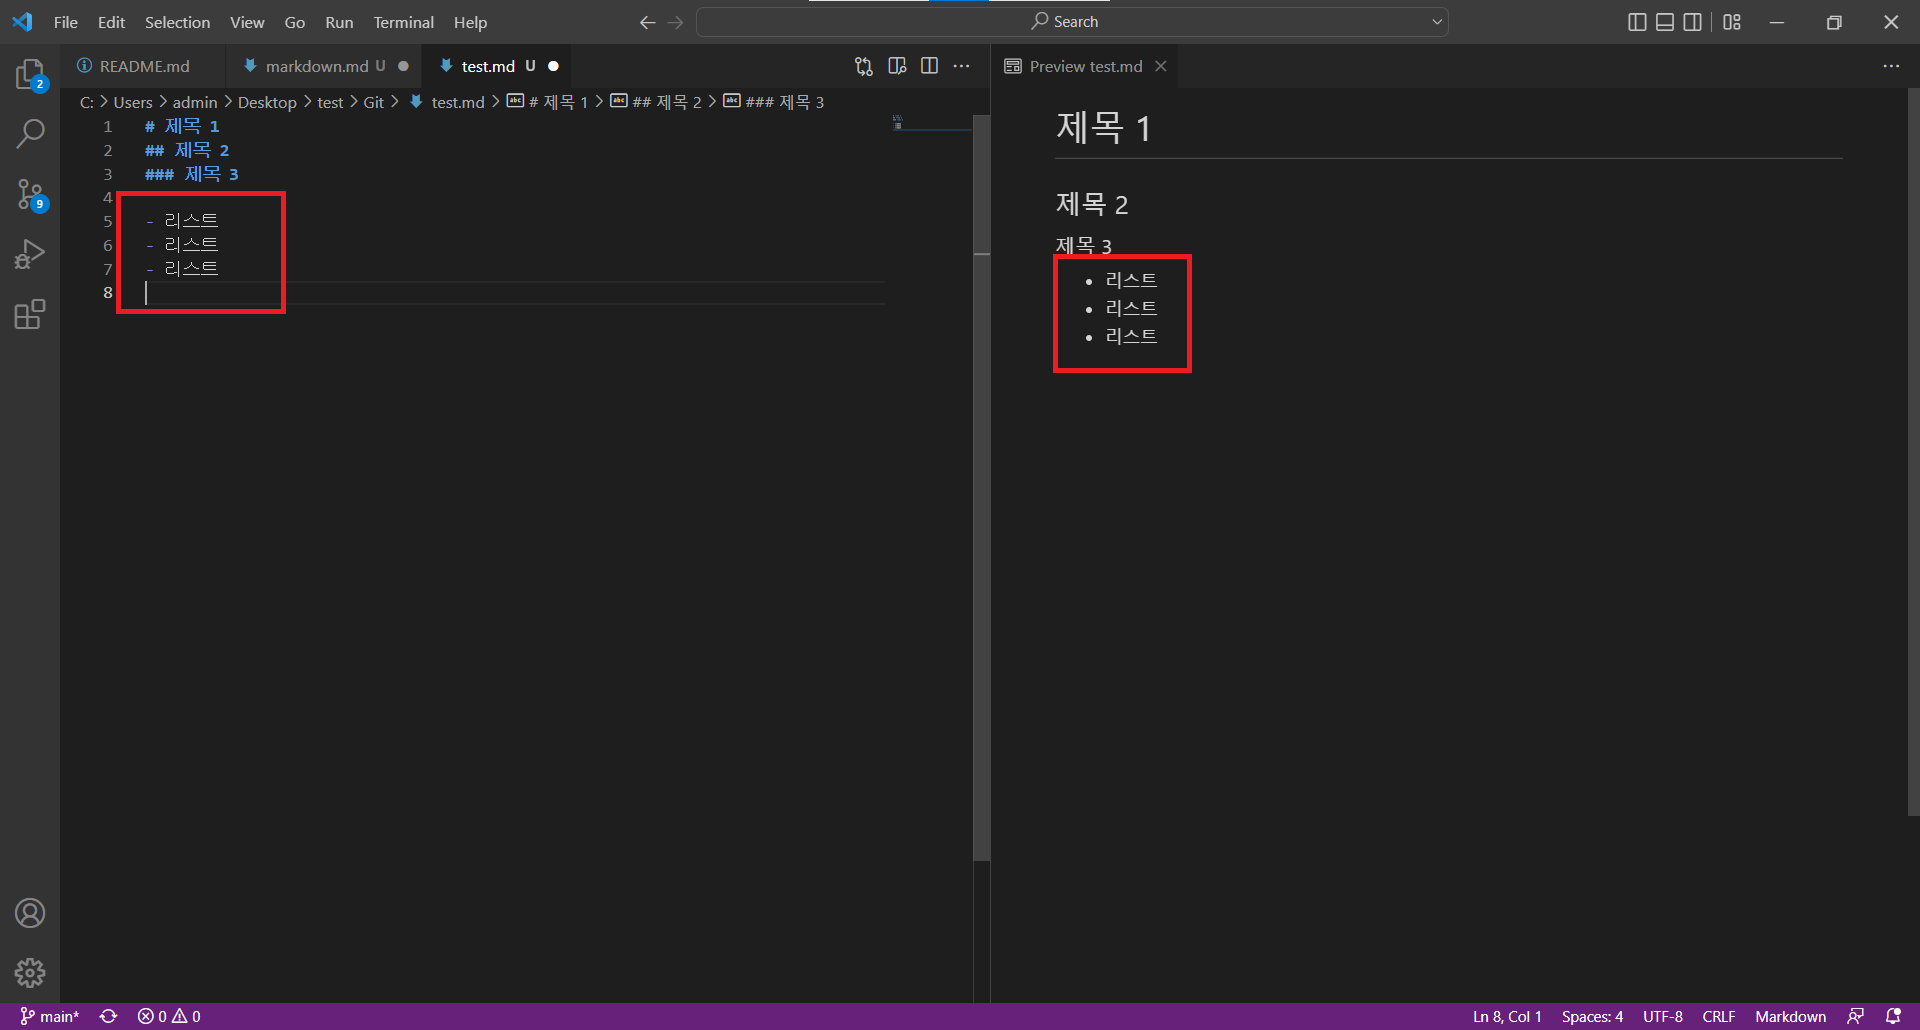 File Edit Selection View Go Run Terminal Help
Search
2
9
README.md
markdown.md U
test.md U
Preview test.md
C: > Users > admin > Desktop > test > Git > test.md > # 제목 1 > ## 제목 2 > ### 제목 3
1 # 제목 1
2 ## 제목 2
3 ### 제목 3
4
5 - 리스트
6 - 리스트
7 - 리스트
8
제목 1
제목 2
제목 3
• 리스트
• 리스트
• 리스트
main* 0 0
Ln 8, Col 1 Spaces: 4 UTF-8 CRLF Markdown